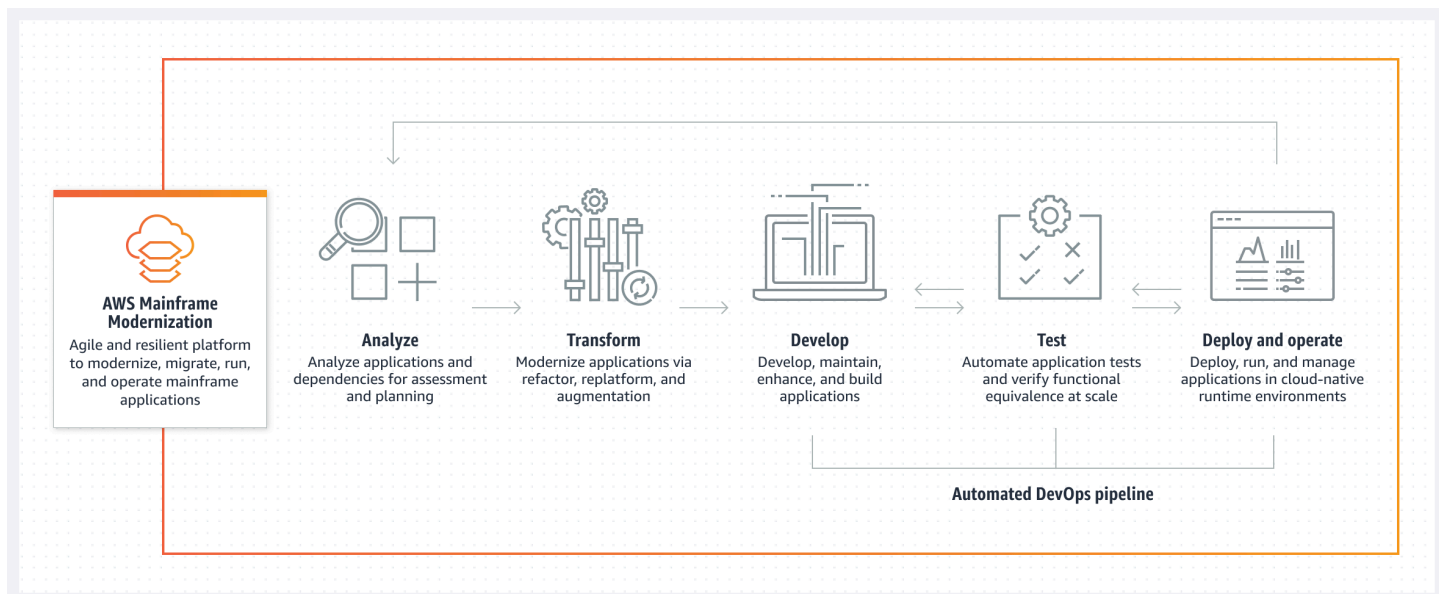 AWS Mainframe
Modernization
Agile and resilient platform
to modernize, migrate, run,
and operate mainframe
applications
Analyze
Analyze applications and
dependencies for assessment
and planning
Transform
Modernize applications via
refactor, replatform, and
augmentation
Develop
Develop, maintain,
enhance, and build
applications
Test
Automate application tests
and verify functional
equivalence at scale
Deploy and operate
Deploy, run, and manage
applications in cloud-native
runtime environments
Automated DevOps pipeline